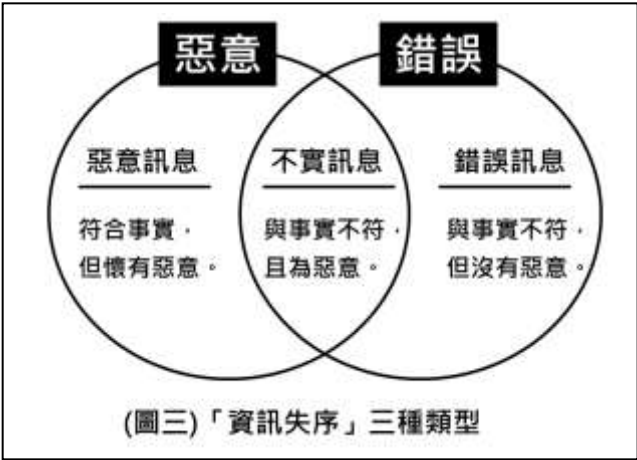 惡意
錯誤
惡意訊息
符合事實，
但懷有惡意。
不實訊息
與事實不符，
且為惡意。
錯誤訊息
與事實不符，
但沒有惡意。
(圖三)「資訊失序」三種類型